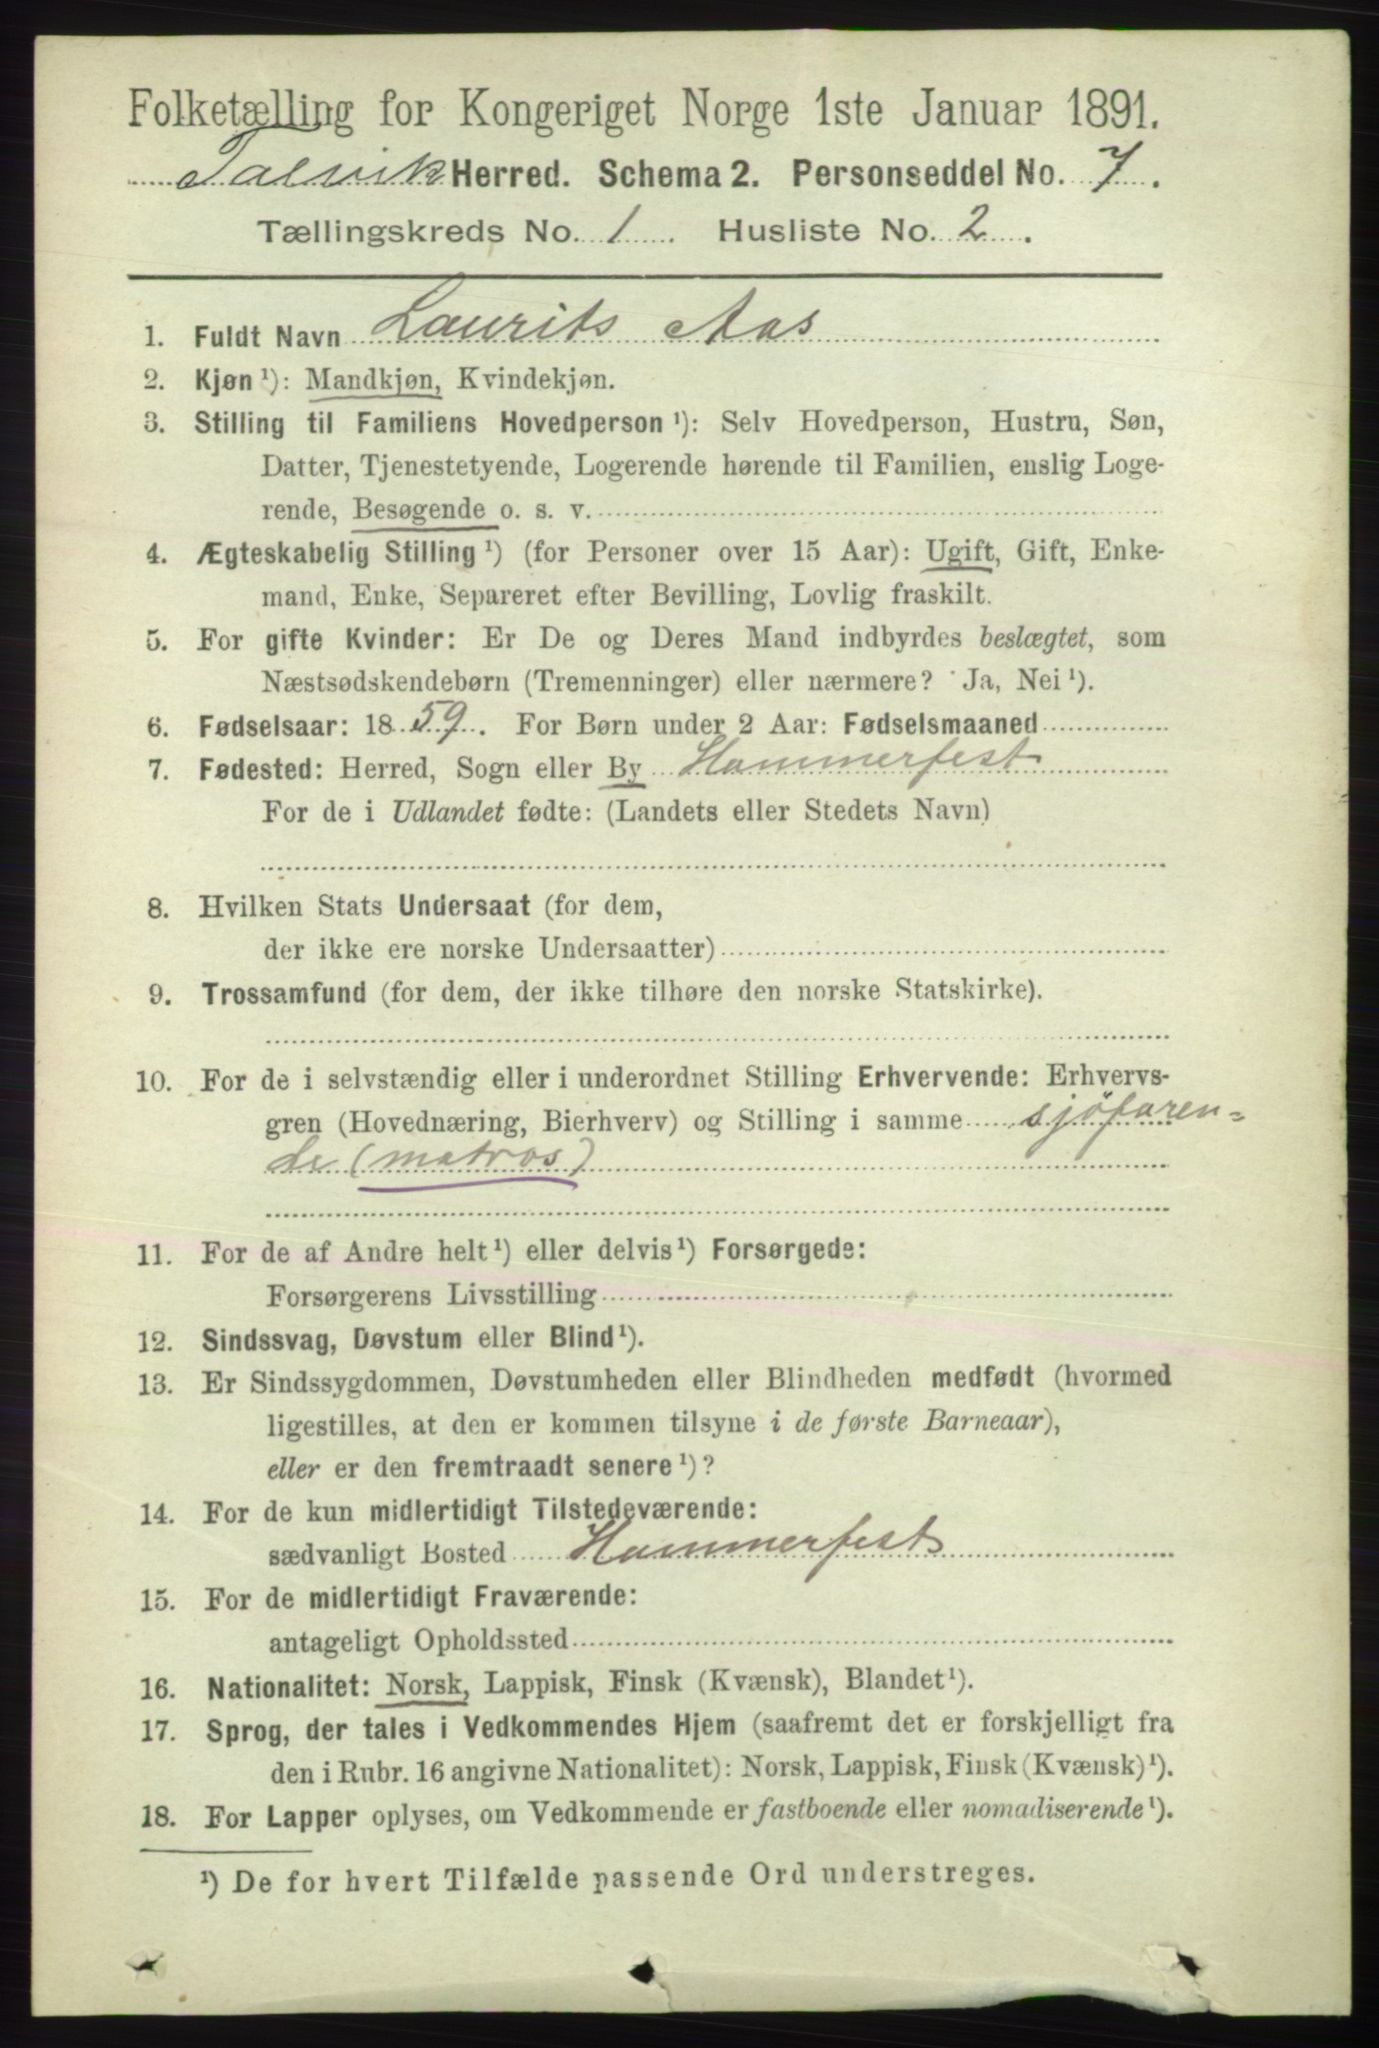 Folketælling for Kongeriget Norge 1ste Januar 1891.
Talvik Herred. Schema 2. Personseddel No. 7.
Tællingskreds No. 1 Husliste No. 2.
1. Fuldt Navn Laurits Aas
2. Kjøn ¹): Mandkjøn, Kvindekjøn.
3. Stilling til Familiens Hovedperson ¹): Selv Hovedperson, Hustru, Søn,
Datter, Tjenestetyende, Logerende hørende til Familien, enslig Loge-
rende, Besøgende o. s. v.
4. Ægteskabelig Stilling ¹) (for Personer over 15 Aar): Ugift, Gift, Enke-
mand, Enke, Separeret efter Bevilling, Lovlig fraskilt.
5. For gifte Kvinder: Er De og Deres Mand indbyrdes beslægtet, som
Næstsødskendebørn (Tremenninger) eller nærmere? Ja, Nei ¹).
6. Fødselsaar: 1859. For Børn under 2 Aar: Fødselsmaaned
7. Fødested: Herred, Sogn eller By Hammerfest
For de i Udlandet fødte: (Landets eller Stedets Navn)
8. Hvilken Stats Undersaat (for dem,
der ikke ere norske Undersaatter)
9. Trossamfund (for dem, der ikke tilhøre den norske Statskirke).
10. For de i selvstændig eller i underordnet Stilling Erhvervende: Erhvervs-
gren (Hovednæring, Bierhverv) og Stilling i samme sjöfaren=
de (matros)
11. For de af Andre helt ¹) eller delvis ¹) Forsørgede:
Forsørgerens Livsstilling
12. Sindssvag, Døvstum eller Blind ¹).
13. Er Sindssygdommen, Døvstumheden eller Blindheden medfødt (hvormed
ligestilles, at den er kommen tilsyne i de første Barneaar),
eller er den fremtraadt senere ¹)?
14. For de kun midlertidigt Tilstedeværende:
sædvanligt Bosted Hammerfest
15. For de midlertidigt Fraværende:
antageligt Opholdssted
16. Nationalitet: Norsk, Lappisk, Finsk (Kvænsk), Blandet ¹).
17. Sprog, der tales i Vedkommendes Hjem (saafremt det er forskjelligt fra
den i Rubr. 16 angivne Nationalitet): Norsk, Lappisk, Finsk (Kvænsk) ¹).
18. For Lapper oplyses, om Vedkommende er fastboende eller nomadiserende ¹).
¹) De for hvert Tilfælde passende Ord understreges.